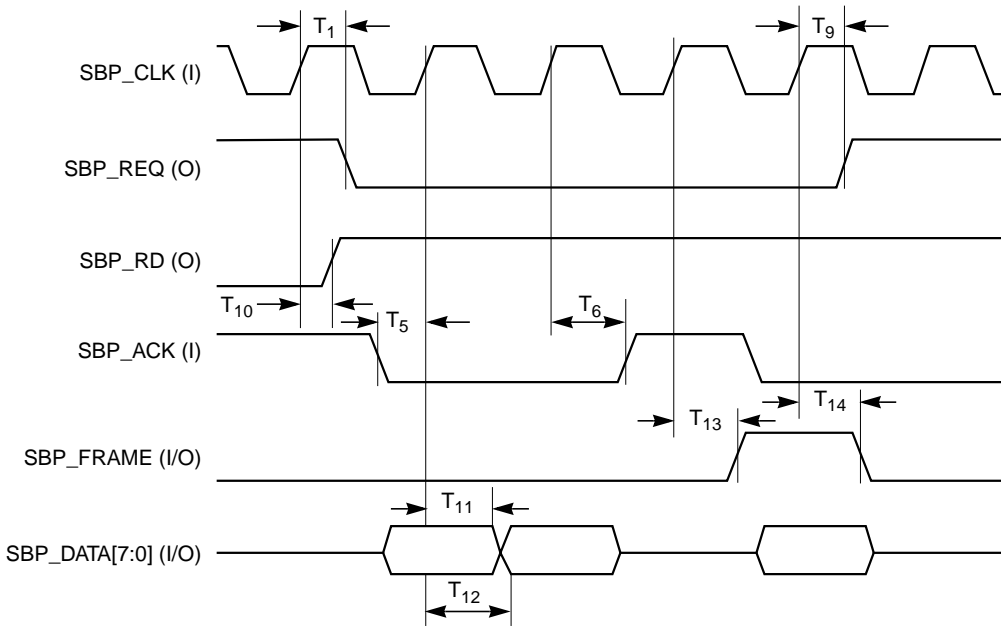 T1
T9
SBP_CLK (I)
SBP_REQ (O)
SBP_RD (O)
T10
T5
T6
SBP_ACK (I)
T13
T14
SBP_FRAME (I/O)
T11
SBP_DATA[7:0] (I/O)
T12